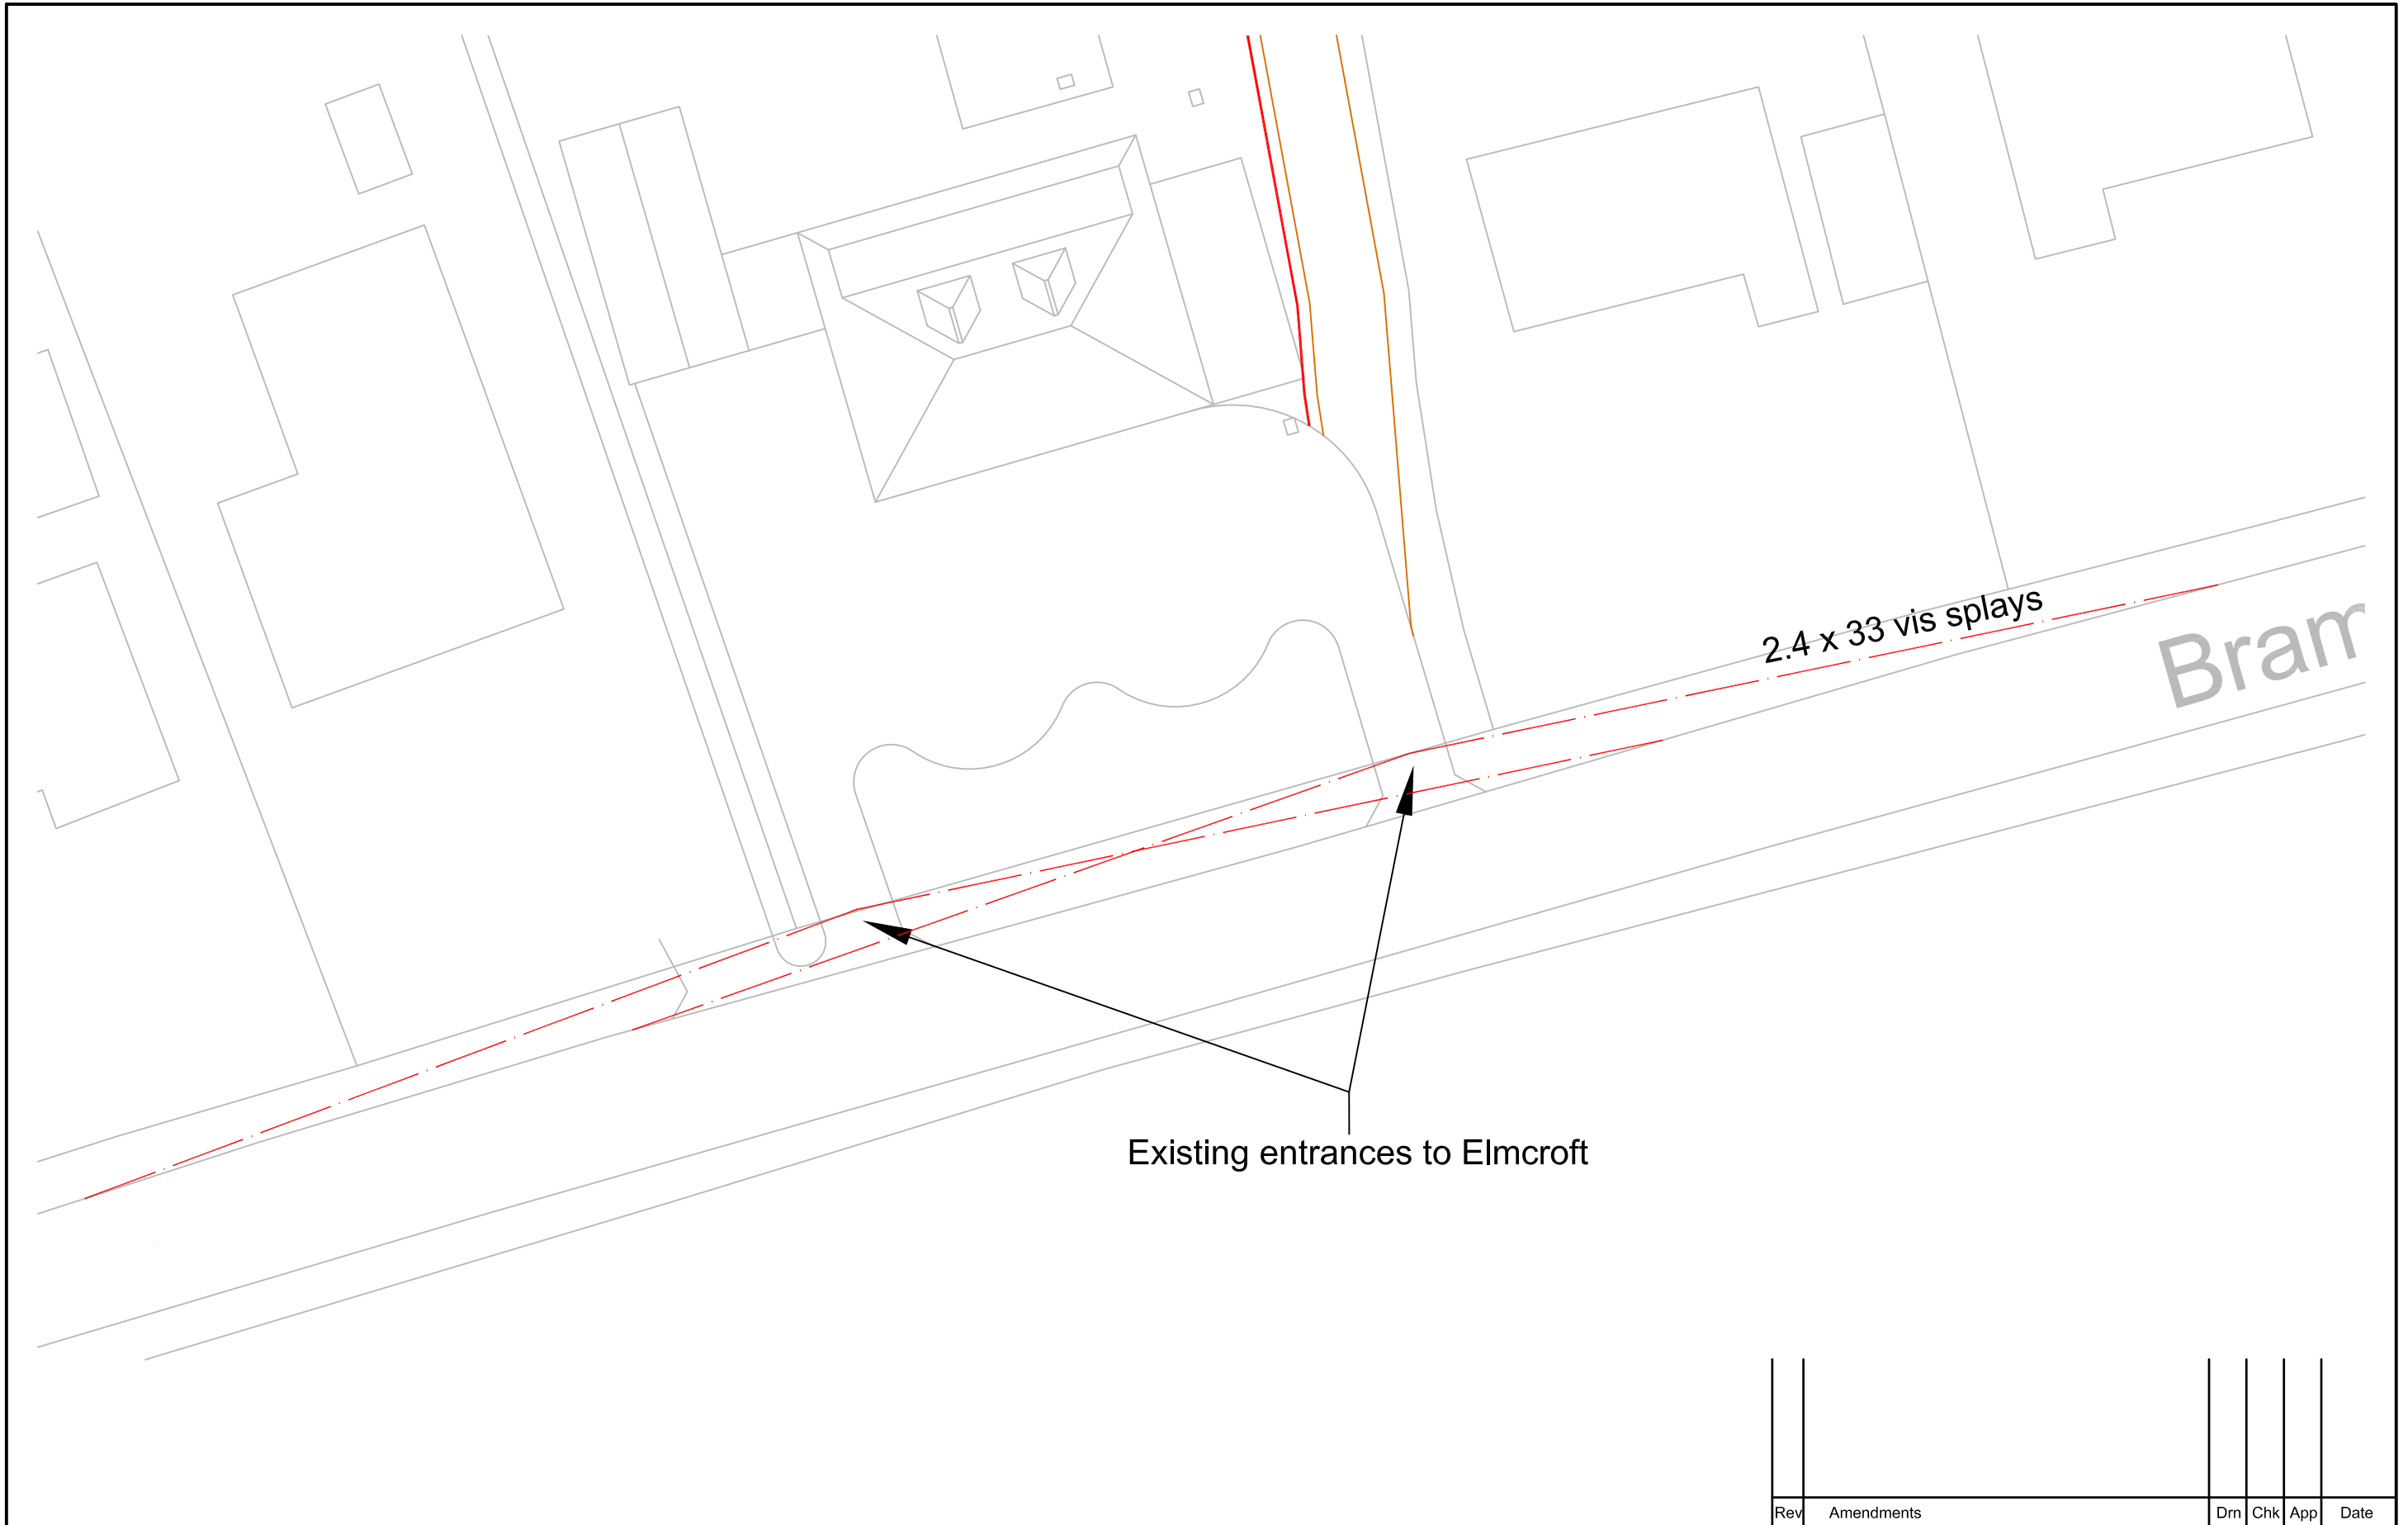 2.4 x 33 vis splays
Bram
Existing entrances to Elmcroft
Rev Amendments Drn Chk App Date